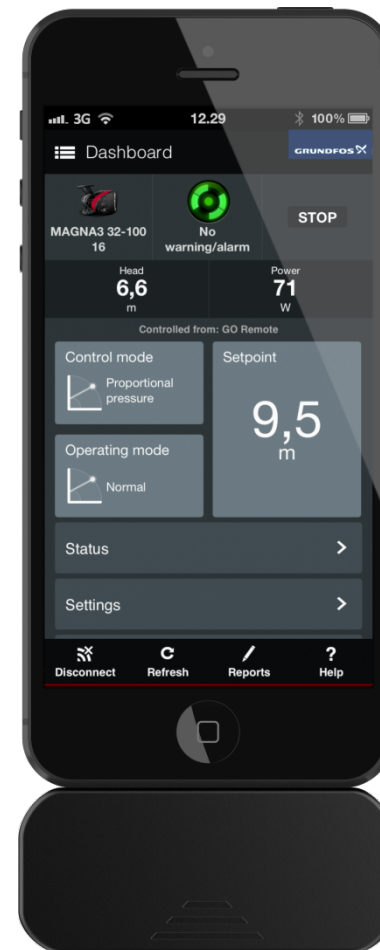 3G 12.29 100%
Dashboard GRUNDFOS
MAGNA3 32-100
16
No
warning/alarm
STOP
Head
6,6
m
Power
71
W
Controlled from: GO Remote
Control mode
Proportional
pressure
Setpoint
9,5
m
Operating mode
Normal
Status
Settings
Disconnect Refresh Reports Help